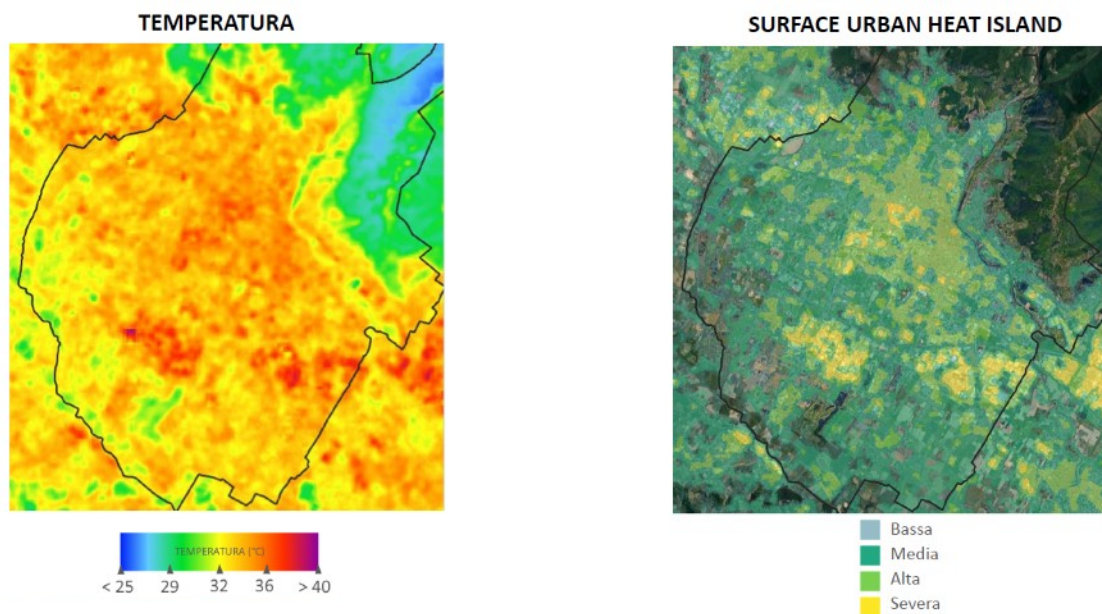 TEMPERATURA
SURFACE URBAN HEAT ISLAND
TEMPERATURA (°C)
< 25 29 32 36 > 40
Bassa
Media
Alta
Severa